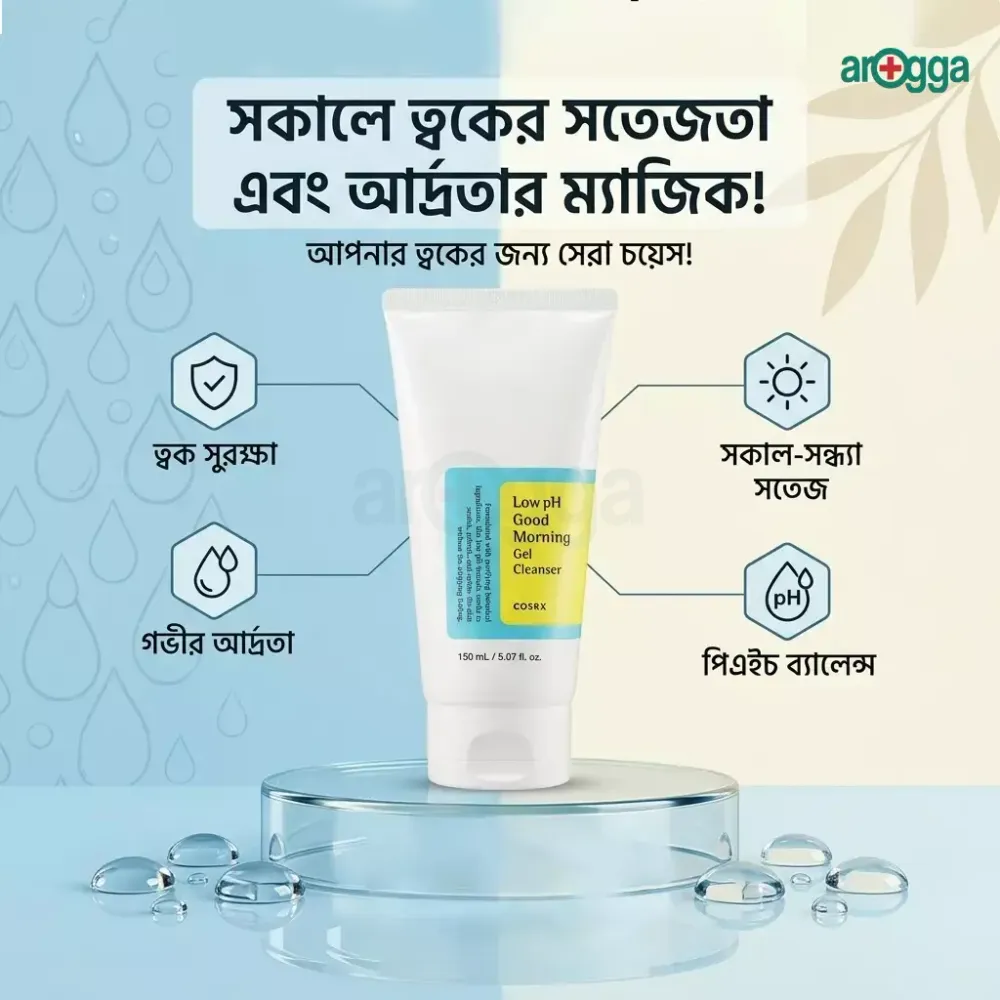 arogga
সকালে ত্বকের সতেজতা
এবং আর্দ্রতার ম্যাজিক!
আপনার ত্বকের জন্য সেরা চয়েস!
ত্বক সুরক্ষা
সকাল-সন্ধ্যা
সতেজ
গভীর আর্দ্রতা
pH
পিএইচ ব্যালেন্স
arogga
Low pH
Good
Morning
Gel
Cleanser
COSRX
150 mL / 5.07 fl. oz.